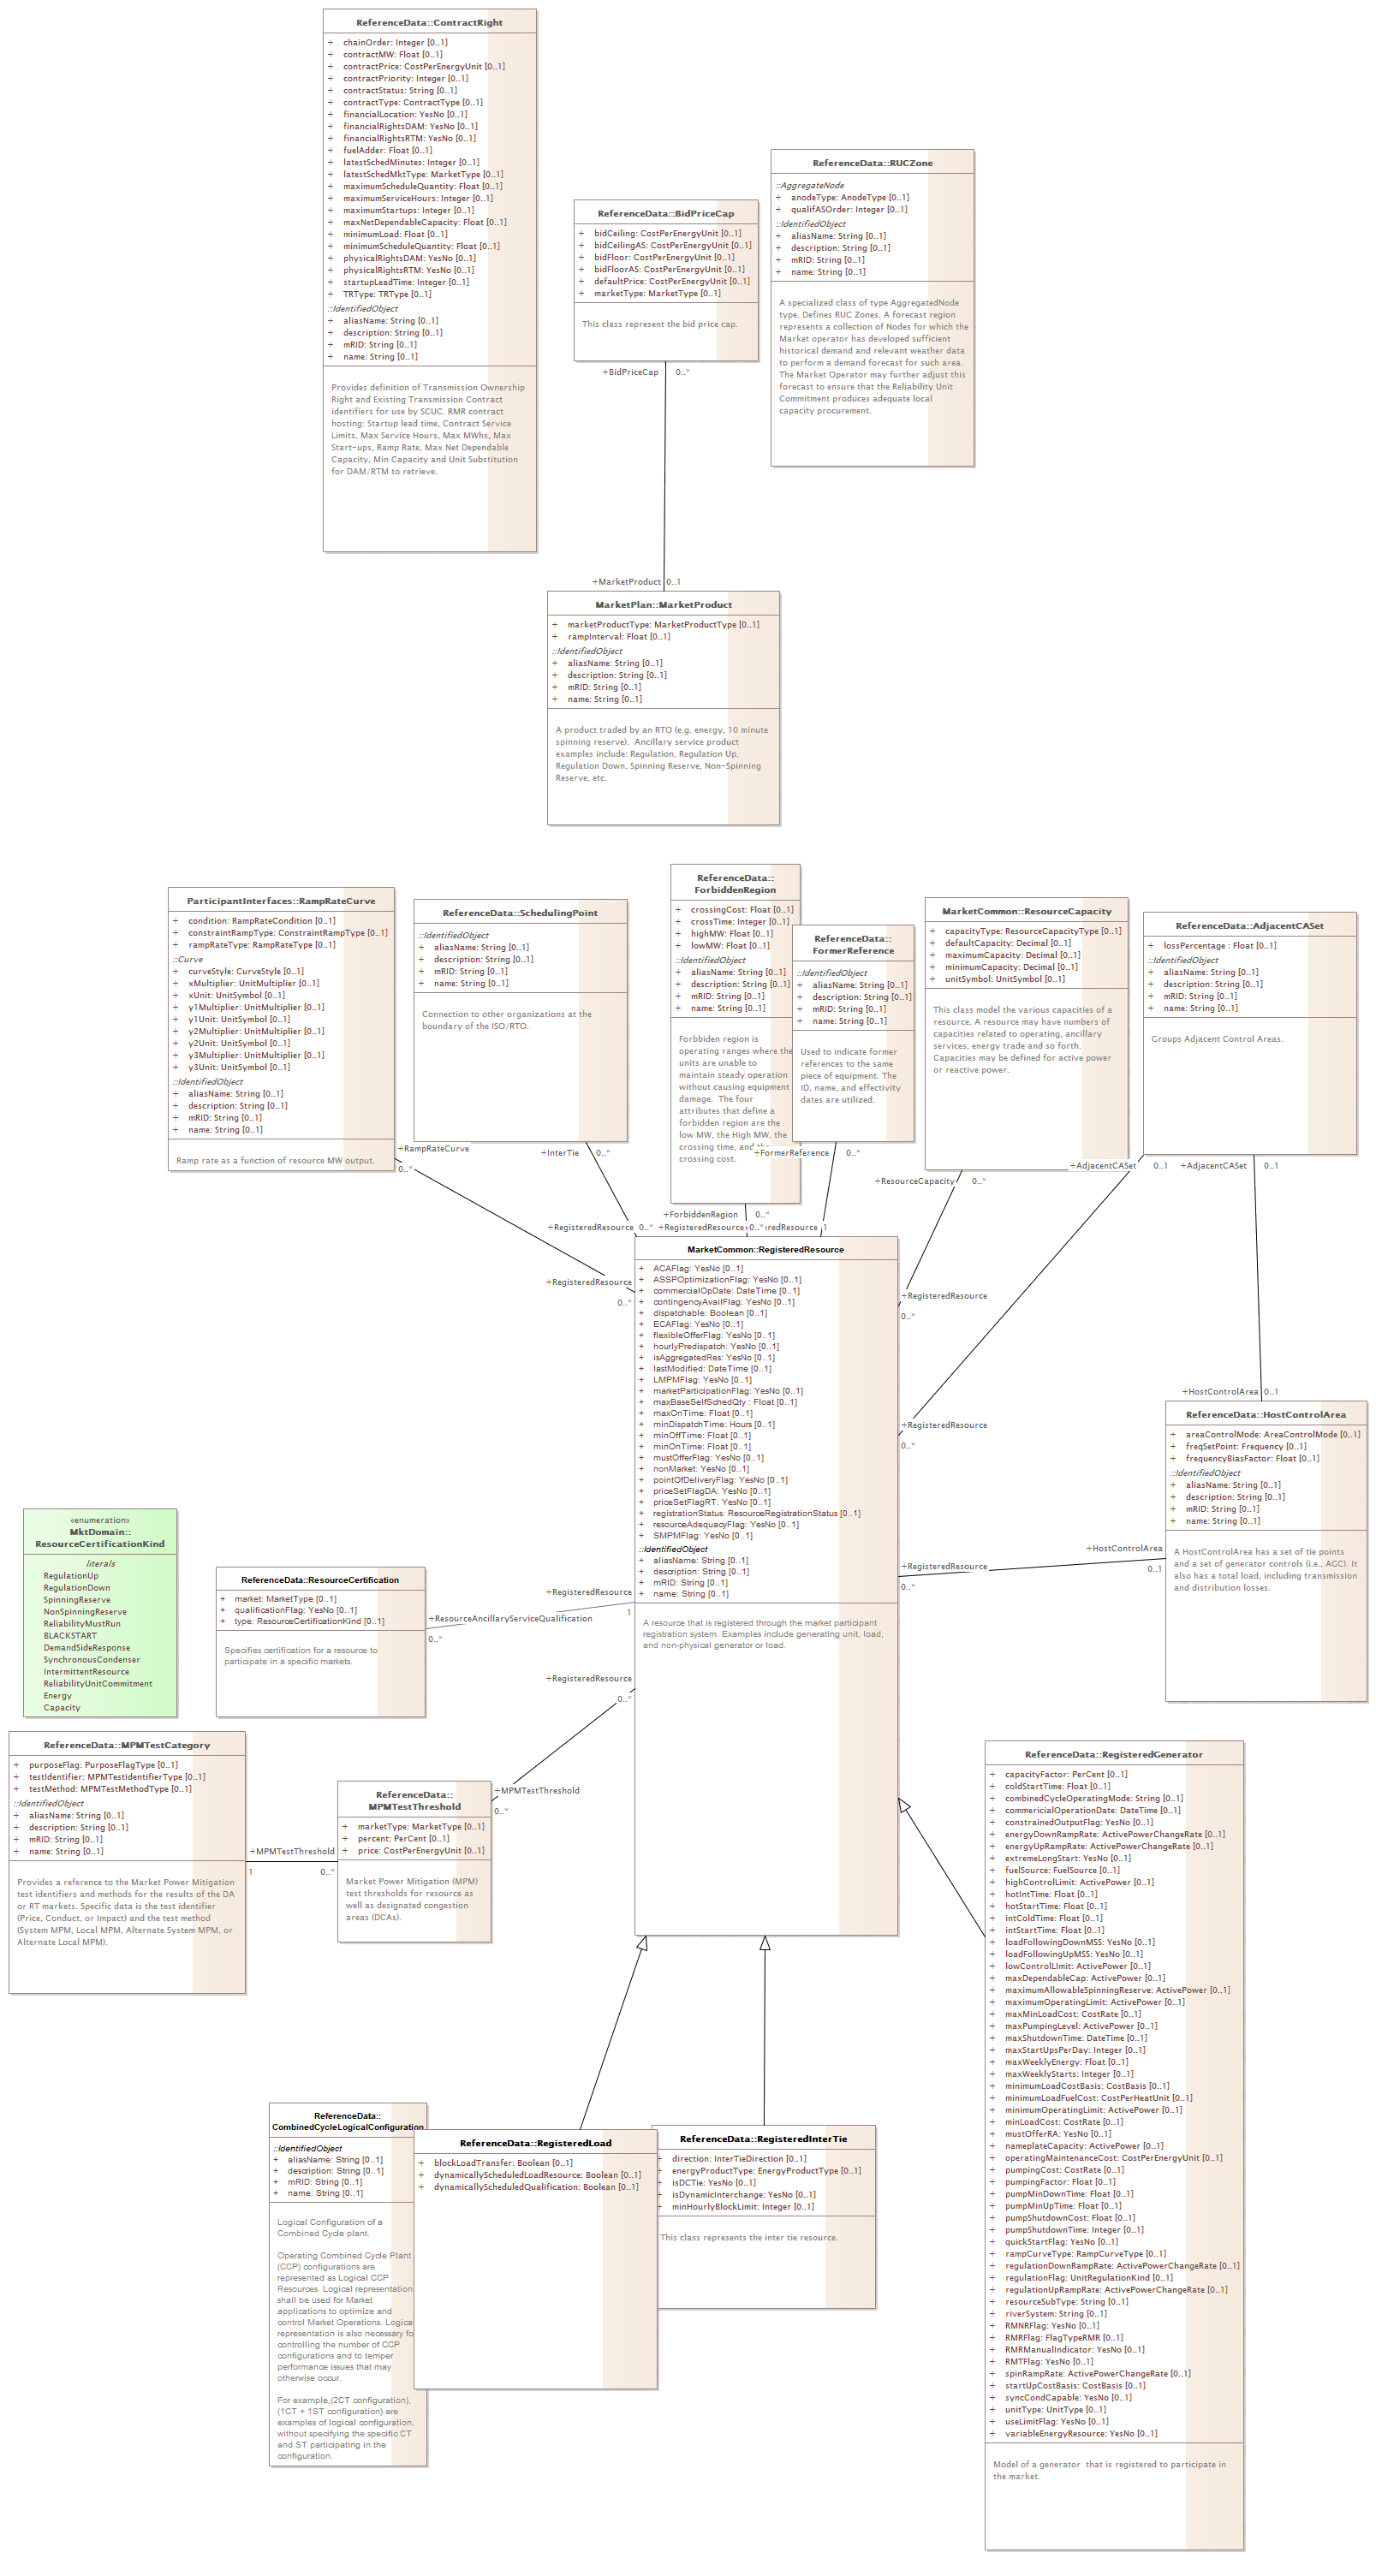 ReferenceData::ContractRight
+ chainOrder: Integer [0..1]
+ contractMW: Float [0..1]
+ contractPrice: CostPerEnergyUnit [0..1]
+ contractPriority: Integer [0..1]
+ contractStatus: String [0..1]
+ contractType: ContractType [0..1]
+ financialLocation: YesNo [0..1]
+ financialRightsDAM: YesNo [0..1]
+ financialRightsRTM: YesNo [0..1]
+ fuelAdder: Float [0..1]
+ latestSchedMinutes: Integer [0..1]
+ latestSchedMktType: MarketType [0..1]
+ maximumScheduleQuantity: Float [0..1]
+ maximumServiceHours: Integer [0..1]
+ maximumStartups: Integer [0..1]
+ maxNetDependableCapacity: Float [0..1]
+ minimumLoad: Float [0..1]
+ minimumScheduleQuantity: Float [0..1]
+ physicalRightsDAM: YesNo [0..1]
+ physicalRightsRTM: YesNo [0..1]
+ startupLeadTime: Integer [0..1]
+ TRType: TRType [0..1]
::IdentifiedObject
+ aliasName: String [0..1]
+ description: String [0..1]
+ mRID: String [0..1]
+ name: String [0..1]
Provides definition of Transmission Ownership
Right and Existing Transmission Contract
identifiers for use by SCUC. RMR contract
hosting: Startup lead time, Contract Service
Limits, Max Service Hours, Max MWhs, Max
Start-ups, Ramp Rate, Max Net Dependable
Capacity, Min Capacity and Unit Substitution
for DAM/RTM to retrieve.
ReferenceData::BidPriceCap
+ bidCeiling: CostPerEnergyUnit [0..1]
+ bidCeilingAS: CostPerEnergyUnit [0..1]
+ bidFloor: CostPerEnergyUnit [0..1]
+ bidFloorAS: CostPerEnergyUnit [0..1]
+ defaultPrice: CostPerEnergyUnit [0..1]
+ marketType: MarketType [0..1]
This class represent the bid price cap.
+BidPriceCap 0..*
ReferenceData::RUCZone
::AggregateNode
+ anodeType: AnodeType [0..1]
+ qualifASOrder: Integer [0..1]
::IdentifiedObject
+ aliasName: String [0..1]
+ description: String [0..1]
+ mRID: String [0..1]
+ name: String [0..1]
A specialized class of type AggregatedNode
type. Defines RUC Zones. A forecast region
represents a collection of Nodes for which the
Market operator has developed sufficient
historical demand and relevant weather data
to perform a demand forecast for such area.
The Market Operator may further adjust this
forecast to ensure that the Reliability Unit
Commitment produces adequate local
capacity procurement.
+MarketProduct 0..1
MarketPlan::MarketProduct
+ marketProductType: MarketProductType [0..1]
+ rampInterval: Float [0..1]
::IdentifiedObject
+ aliasName: String [0..1]
+ description: String [0..1]
+ mRID: String [0..1]
+ name: String [0..1]
A product traded by an RTO (e.g. energy, 10 minute
spinning reserve). Ancillary service product
examples include: Regulation, Regulation Up,
Regulation Down, Spinning Reserve, Non-Spinning
Reserve, etc.
ParticipantInterfaces::RampRateCurve
+ condition: RampRateCondition [0..1]
+ constraintRampType: ConstraintRampType [0..1]
+ rampRateType: RampRateType [0..1]
::Curve
+ curveStyle: CurveStyle [0..1]
+ xMultiplier: UnitMultiplier [0..1]
+ xUnit: UnitSymbol [0..1]
+ y1Multiplier: UnitMultiplier [0..1]
+ y1Unit: UnitSymbol [0..1]
+ y2Multiplier: UnitMultiplier [0..1]
+ y2Unit: UnitSymbol [0..1]
+ y3Multiplier: UnitMultiplier [0..1]
+ y3Unit: UnitSymbol [0..1]
::IdentifiedObject
+ aliasName: String [0..1]
+ description: String [0..1]
+ mRID: String [0..1]
+ name: String [0..1]
Ramp rate as a function of resource MW output.
+RampRateCurve
0..*
ReferenceData::SchedulingPoint
::IdentifiedObject
+ aliasName: String [0..1]
+ description: String [0..1]
+ mRID: String [0..1]
+ name: String [0..1]
Connection to other organizations at the
boundary of the ISO/RTO.
+InterTie 0..*
ReferenceData::
ForbiddenRegion
+ crossingCost: Float [0..1]
+ crossTime: Integer [0..1]
+ highMW: Float [0..1]
+ lowMW: Float [0..1]
::IdentifiedObject
+ aliasName: String [0..1]
+ description: String [0..1]
+ mRID: String [0..1]
+ name: String [0..1]
Forbbiden region is
operating ranges where the
units are unable to
maintain steady operation
without causing equipment
damage. The four
attributes that define a
forbidden region are the
low MW, the High MW, the
crossing time, and the
crossing cost.
+ForbiddenRegion 0..*
ReferenceData::
FormerReference
::IdentifiedObject
+ aliasName: String [0..1]
+ description: String [0..1]
+ mRID: String [0..1]
+ name: String [0..1]
Used to indicate former
references to the same
piece of equipment. The
ID, name, and effectivity
dates are utilized.
+FormerReference 0..*
MarketCommon::ResourceCapacity
+ capacityType: ResourceCapacityType [0..1]
+ defaultCapacity: Decimal [0..1]
+ maximumCapacity: Decimal [0..1]
+ minimumCapacity: Decimal [0..1]
+ unitSymbol: UnitSymbol [0..1]
This class model the various capacities of a
resource. A resource may have numbers of
capacities related to operating, ancillary
services, energy trade and so forth.
Capacities may be defined for active power
or reactive power.
+ResourceCapacity 0..*
ReferenceData::AdjacentCASet
+ lossPercentage : Float [0..1]
::IdentifiedObject
+ aliasName: String [0..1]
+ description: String [0..1]
+ mRID: String [0..1]
+ name: String [0..1]
Groups Adjacent Control Areas.
+AdjacentCASet 0..1 +AdjacentCASet 0..1
+RegisteredResource 0..* +RegisteredResource 0..* redResource 1
+RegisteredResource
0..*
+RegisteredResource
0..*
+RegisteredResource
0..*
MarketCommon::RegisteredResource
+ ACAFlag: YesNo [0..1]
+ ASSPOptimizationFlag: YesNo [0..1]
+ commercialOpDate: DateTime [0..1]
+ contingencyAvailFlag: YesNo [0..1]
+ dispatchable: Boolean [0..1]
+ ECAFlag: YesNo [0..1]
+ flexibleOfferFlag: YesNo [0..1]
+ hourlyPredispatch: YesNo [0..1]
+ isAggregatedRes: YesNo [0..1]
+ lastModified: DateTime [0..1]
+ LMPMFlag: YesNo [0..1]
+ marketParticipationFlag: YesNo [0..1]
+ maxBaseSelfSchedQty : Float [0..1]
+ maxOnTime: Float [0..1]
+ minDispatchTime: Hours [0..1]
+ minOffTime: Float [0..1]
+ minOnTime: Float [0..1]
+ mustOfferFlag: YesNo [0..1]
+ nonMarket: YesNo [0..1]
+ pointOfDeliveryFlag: YesNo [0..1]
+ priceSetFlagDA: YesNo [0..1]
+ priceSetFlagRT: YesNo [0..1]
+ registrationStatus: ResourceRegistrationStatus [0..1]
+ resourceAdequacyFlag: YesNo [0..1]
+ SMPMFlag: YesNo [0..1]
::IdentifiedObject
+ aliasName: String [0..1]
+ description: String [0..1]
+ mRID: String [0..1]
+ name: String [0..1]
A resource that is registered through the market participant
registration system. Examples include generating unit, load,
and non-physical generator or load.
+HostControlArea 0..1
ReferenceData::HostControlArea
+ areaControlMode: AreaControlMode [0..1]
+ freqSetPoint: Frequency [0..1]
+ frequencyBiasFactor: Float [0..1]
::IdentifiedObject
+ aliasName: String [0..1]
+ description: String [0..1]
+ mRID: String [0..1]
+ name: String [0..1]
A HostControlArea has a set of tie points
and a set of generator controls (i.e., AGC). It
also has a total load, including transmission
and distribution losses.
+HostControlArea
0..1
+RegisteredResource
0..*
«enumeration»
MktDomain::
ResourceCertificationKind
literals
RegulationUp
RegulationDown
SpinningReserve
NonSpinningReserve
ReliabilityMustRun
BLACKSTART
DemandSideResponse
SynchronousCondenser
IntermittentResource
ReliabilityUnitCommitment
Energy
Capacity
ReferenceData::ResourceCertification
+ market: MarketType [0..1]
+ qualificationFlag: YesNo [0..1]
+ type: ResourceCertificationKind [0..1]
Specifies certification for a resource to
participate in a specific markets.
+RegisteredResource
1
+ResourceAncillaryServiceQualification
0..*
+RegisteredResource
0..*
ReferenceData::MPMTestCategory
+ purposeFlag: PurposeFlagType [0..1]
+ testIdentifier: MPMTestIdentifierType [0..1]
+ testMethod: MPMTestMethodType [0..1]
::IdentifiedObject
+ aliasName: String [0..1]
+ description: String [0..1]
+ mRID: String [0..1]
+ name: String [0..1]
Provides a reference to the Market Power Mitigation
test identifiers and methods for the results of the DA
or RT markets. Specific data is the test identifier
(Price, Conduct, or Impact) and the test method
(System MPM, Local MPM, Alternate System MPM, or
Alternate Local MPM).
+MPMTestThreshold
1 0..*
ReferenceData::
MPMTestThreshold
+ marketType: MarketType [0..1]
+ percent: PerCent [0..1]
+ price: CostPerEnergyUnit [0..1]
Market Power Mitigation (MPM)
test thresholds for resource as
well as designated congestion
areas (DCAs).
+MPMTestThreshold
0..*
ReferenceData::RegisteredGenerator
+ capacityFactor: PerCent [0..1]
+ coldStartTime: Float [0..1]
+ combinedCycleOperatingMode: String [0..1]
+ commericialOperationDate: DateTime [0..1]
+ constrainedOutputFlag: YesNo [0..1]
+ energyDownRampRate: ActivePowerChangeRate [0..1]
+ energyUpRampRate: ActivePowerChangeRate [0..1]
+ extremeLongStart: YesNo [0..1]
+ fuelSource: FuelSource [0..1]
+ highControlLimit: ActivePower [0..1]
+ hotIntTime: Float [0..1]
+ hotStartTime: Float [0..1]
+ intColdTime: Float [0..1]
+ intStartTime: Float [0..1]
+ loadFollowingDownMSS: YesNo [0..1]
+ loadFollowingUpMSS: YesNo [0..1]
+ lowControlLImit: ActivePower [0..1]
+ maxDependableCap: ActivePower [0..1]
+ maximumAllowableSpinningReserve: ActivePower [0..1]
+ maximumOperatingLimit: ActivePower [0..1]
+ maxMinLoadCost: CostRate [0..1]
+ maxPumpingLevel: ActivePower [0..1]
+ maxShutdownTime: DateTime [0..1]
+ maxStartUpsPerDay: Integer [0..1]
+ maxWeeklyEnergy: Float [0..1]
+ maxWeeklyStarts: Integer [0..1]
+ minimumLoadCostBasis: CostBasis [0..1]
+ minimumLoadFuelCost: CostPerHeatUnit [0..1]
+ minimumOperatingLimit: ActivePower [0..1]
+ minLoadCost: CostRate [0..1]
+ mustOfferRA: YesNo [0..1]
+ nameplateCapacity: ActivePower [0..1]
+ operatingMaintenanceCost: CostPerEnergyUnit [0..1]
+ pumpingCost: CostRate [0..1]
+ pumpingFactor: Float [0..1]
+ pumpMinDownTime: Float [0..1]
+ pumpMinUpTime: Float [0..1]
+ pumpShutdownCost: Float [0..1]
+ pumpShutdownTime: Integer [0..1]
+ quickStartFlag: YesNo [0..1]
+ rampCurveType: RampCurveType [0..1]
+ regulationDownRampRate: ActivePowerChangeRate [0..1]
+ regulationFlag: UnitRegulationKind [0..1]
+ regulationUpRampRate: ActivePowerChangeRate [0..1]
+ resourceSubType: String [0..1]
+ riverSystem: String [0..1]
+ RMNRFlag: YesNo [0..1]
+ RMRFlag: FlagTypeRMR [0..1]
+ RMRManualIndicator: YesNo [0..1]
+ RMTFlag: YesNo [0..1]
+ spinRampRate: ActivePowerChangeRate [0..1]
+ startUpCostBasis: CostBasis [0..1]
+ syncCondCapable: YesNo [0..1]
+ unitType: UnitType [0..1]
+ useLimitFlag: YesNo [0..1]
+ variableEnergyResource: YesNo [0..1]
Model of a generator that is registered to participate in
the market.
ReferenceData::
CombinedCycleLogicalConfiguration
::IdentifiedObject
+ aliasName: String [0..1]
+ description: String [0..1]
+ mRID: String [0..1]
+ name: String [0..1]
Logical Configuration of a
Combined Cycle plant.
Operating Combined Cycle Plant
(CCP) configurations are
represented as Logical CCP
Resources. Logical representation
shall be used for Market
applications to optimize and
control Market Operations. Logica
representation is also necessary fo
controlling the number of CCP
configurations and to temper
performance issues that may
otherwise occur.
For example,(2CT configuration),
(1CT + 1ST configuration) are
examples of logical configuration,
without specifying the specific CT
and ST participating in the
configuration.
ReferenceData::RegisteredLoad
+ blockLoadTransfer: Boolean [0..1]
+ dynamicallyScheduledLoadResource: Boolean [0..1]
+ dynamicallyScheduledQualification: Boolean [0..1]
ReferenceData::RegisteredInterTie
+ direction: InterTieDirection [0..1]
+ energyProductType: EnergyProductType [0..1]
+ isDCTie: YesNo [0..1]
+ isDynamicInterchange: YesNo [0..1]
+ minHourlyBlockLimit: Integer [0..1]
This class represents the inter tie resource.